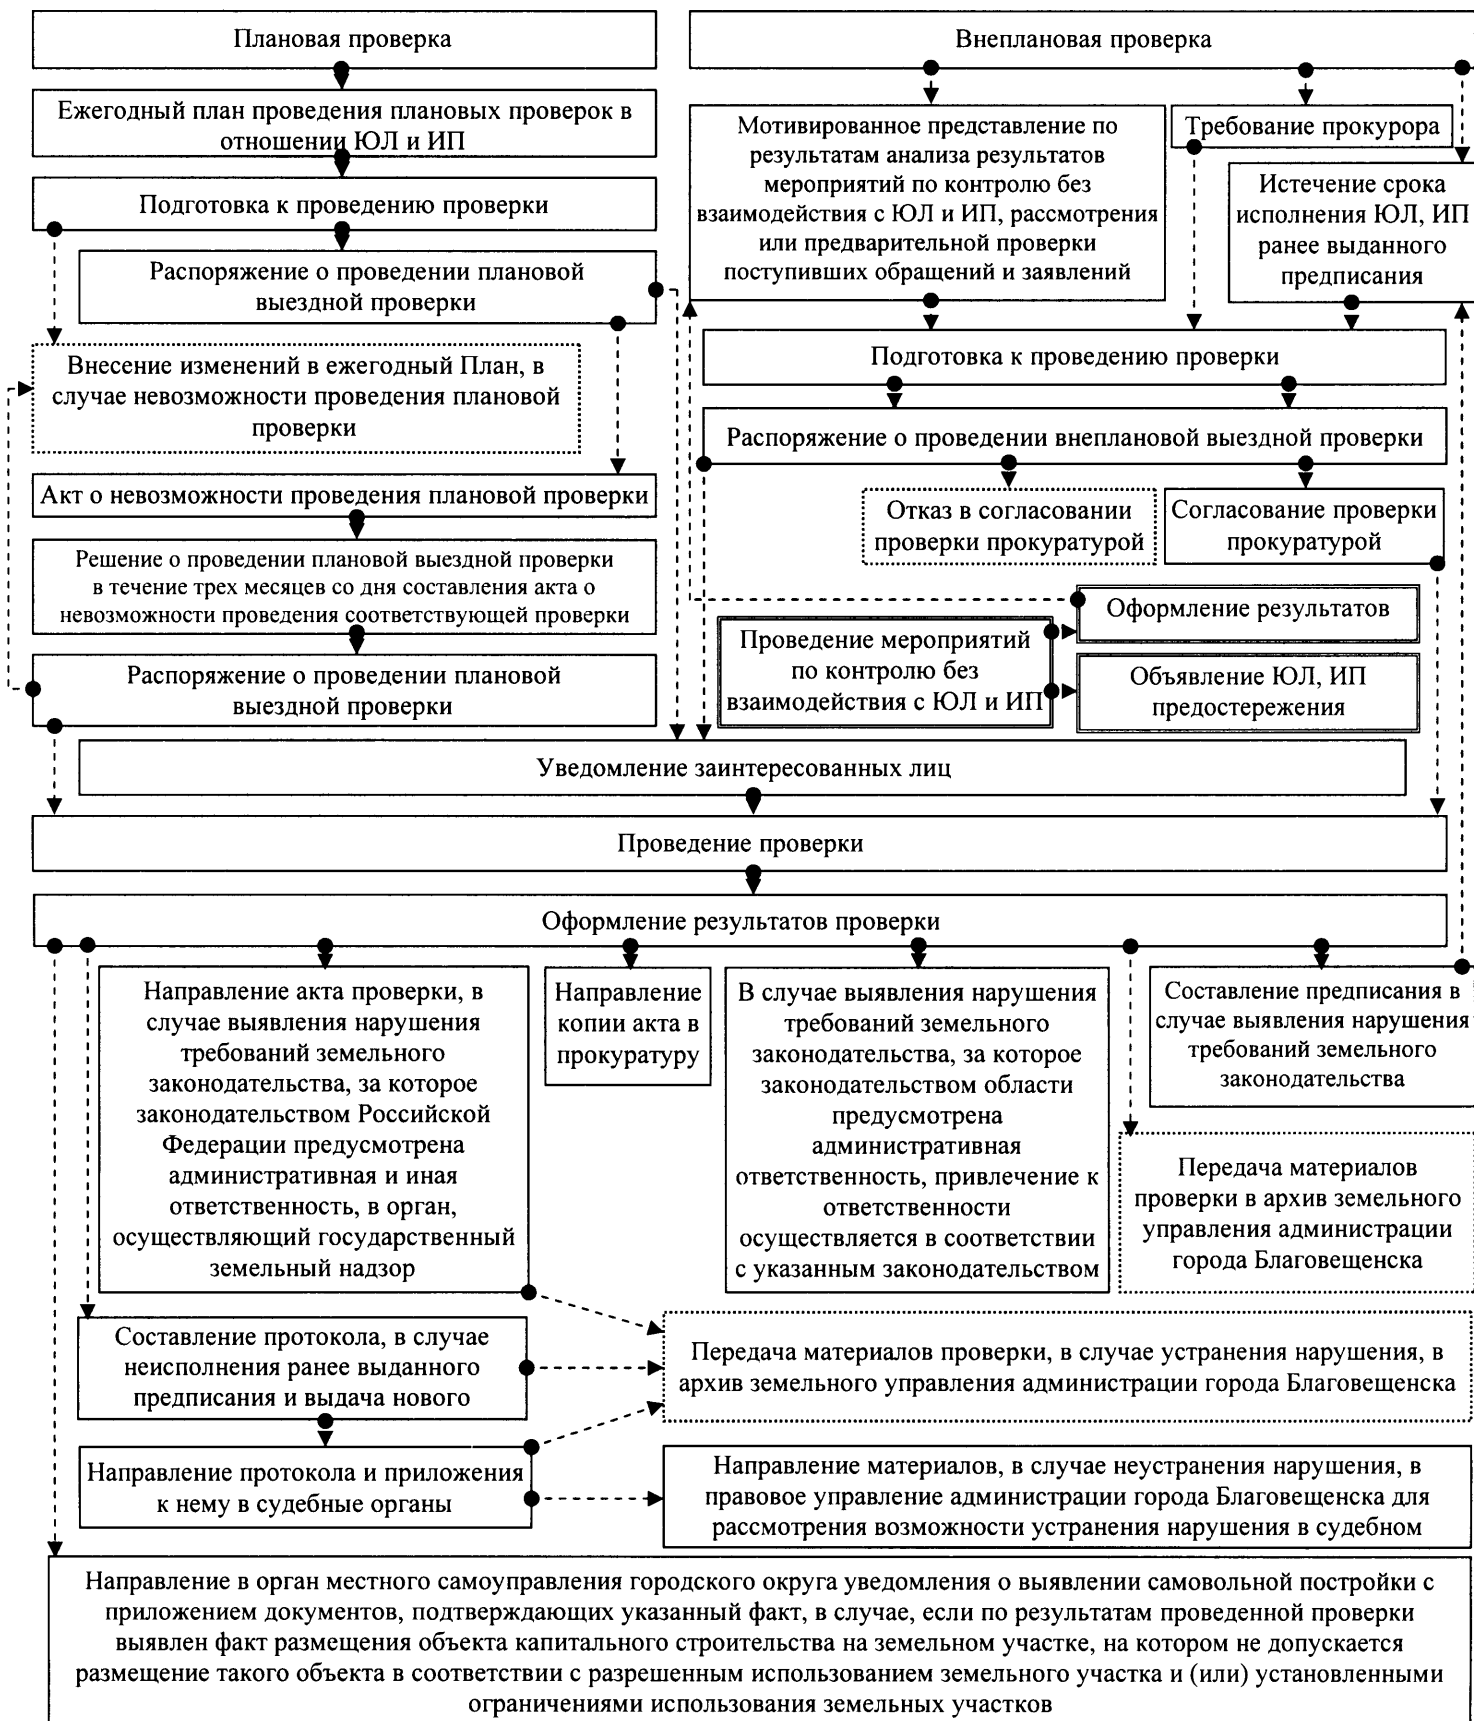 Плановая проверка
Ежегодный план проведения плановых проверок в
отношении ЮЛ и ИП
Подготовка к проведению проверки
Распоряжение о проведении плановой
выездной проверки
Внесение изменений в ежегодный План, в
случае невозможности проведения плановой
проверки
Акт о невозможности проведения плановой проверки
Решение о проведении плановой выездной проверки
в течение трех месяцев со дня составления акта о
невозможности проведения соответствующей проверки
Распоряжение о проведении плановой
выездной проверки
Внеплановая проверка
Мотивированное представление по
результатам анализа результатов
мероприятий по контролю без
взаимодействия с ЮЛ и ИП, рассмотрения
или предварительной проверки
поступивших обращений и заявлений
Требование прокурора
Истечение срока
исполнения ЮЛ, ИП
ранее выданного
предписания
Подготовка к проведению проверки
Распоряжение о проведении внеплановой выездной проверки
Отказ в согласовании
проверки прокуратурой
Согласование проверки
прокуратурой
Проведение мероприятий
по контролю без
взаимодействия с ЮЛ и ИП
Оформление результатов
Объявление ЮЛ, ИП
предостережения
Уведомление заинтересованных лиц
Проведение проверки
Оформление результатов проверки
Направление акта проверки, в
случае выявления нарушения
требований земельного
законодательства, за которое
законодательством Российской
Федерации предусмотрена
административная и иная
ответственность, в орган,
осуществляющий государственный
земельный надзор
Направление
копии акта в
прокуратуру
В случае выявления нарушения
требований земельного
законодательства, за которое
законодательством области
предусмотрена
административная
ответственность, привлечение к
ответственности
осуществляется в соответствии
с указанным законодательством
Составление предписания в
случае выявления нарушения
требований земельного
законодательства
Передача материалов
проверки в архив земельного
управления администрации
города Благовещенска
Составление протокола, в случае
неисполнения ранее выданного
предписания и выдача нового
Передача материалов проверки, в случае устранения нарушения, в
архив земельного управления администрации города Благовещенска
Направление протокола и приложения
к нему в судебные органы
Направление материалов, в случае неустранения нарушения, в
правовое управление администрации города Благовещенска для
рассмотрения возможности устранения нарушения в судебном
Направление в орган местного самоуправления городского округа уведомления о выявлении самовольной постройки с
приложением документов, подтверждающих указанный факт, в случае, если по результатам проведенной проверки
выявлен факт размещения объекта капитального строительства на земельном участке, на котором не допускается
размещение такого объекта в соответствии с разрешенным использованием земельного участка и (или) установленными
ограничениями использования земельных участков